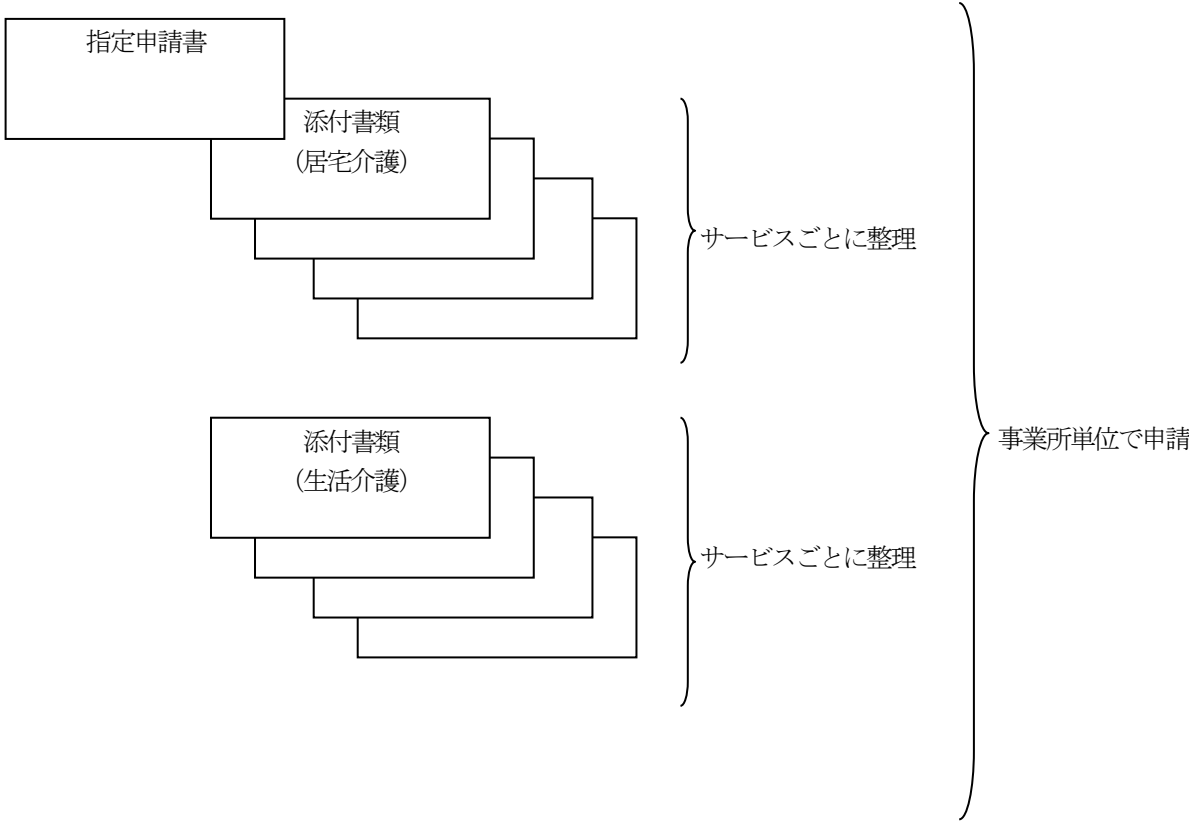 指定申請書
添付書類
（居宅介護）
サービスごとに整理
添付書類
（生活介護）
サービスごとに整理
事業所単位で申請